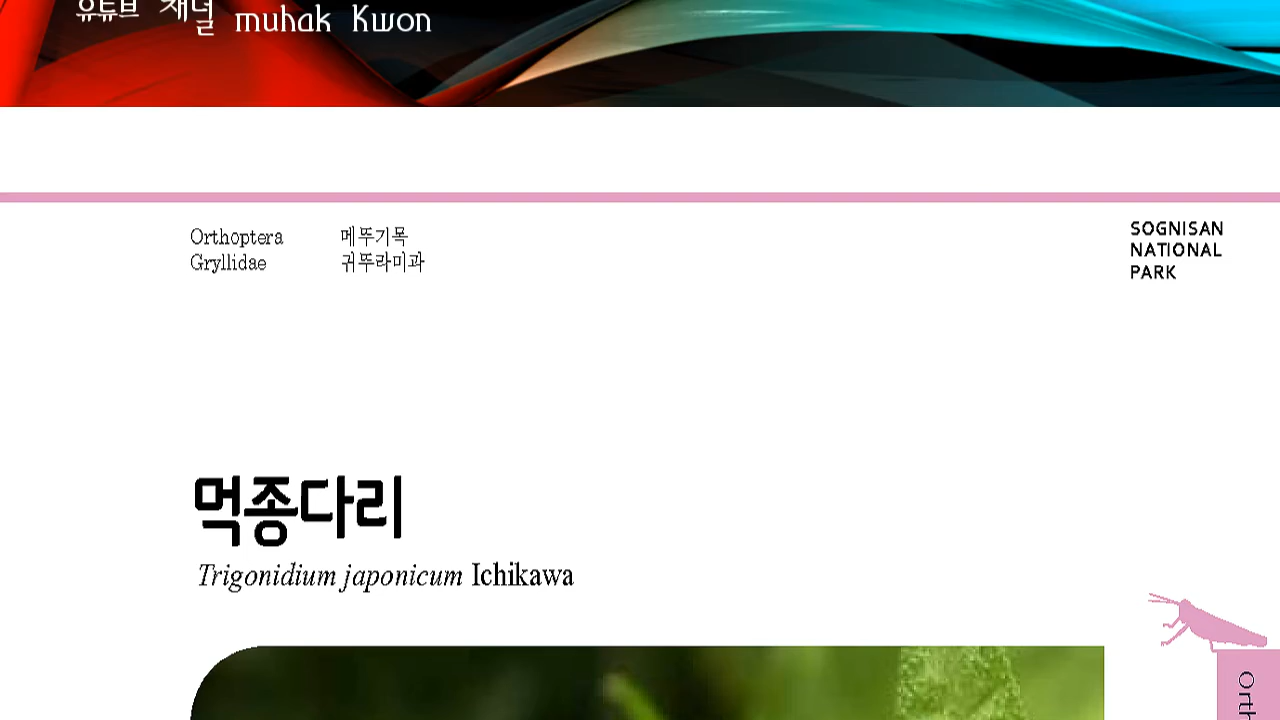 유튜브 채널 muhak Kwon
Orthoptera 메뚜기목
Gryllidae 귀뚜라미과
SOGNISAN
NATIONAL
PARK
먹종다리
Trigonidium japonicum Ichikawa
Orth